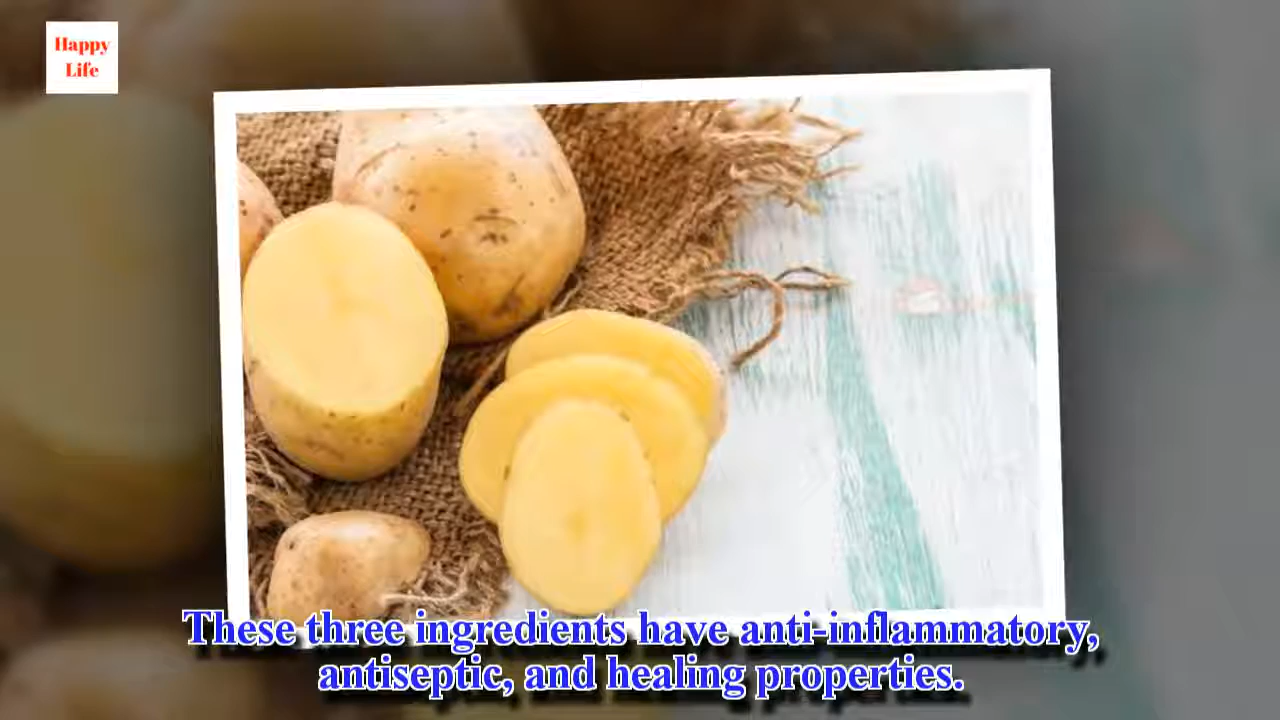 Happy
Life
These three ingredients have anti-inflammatory,
antiseptic, and healing properties.